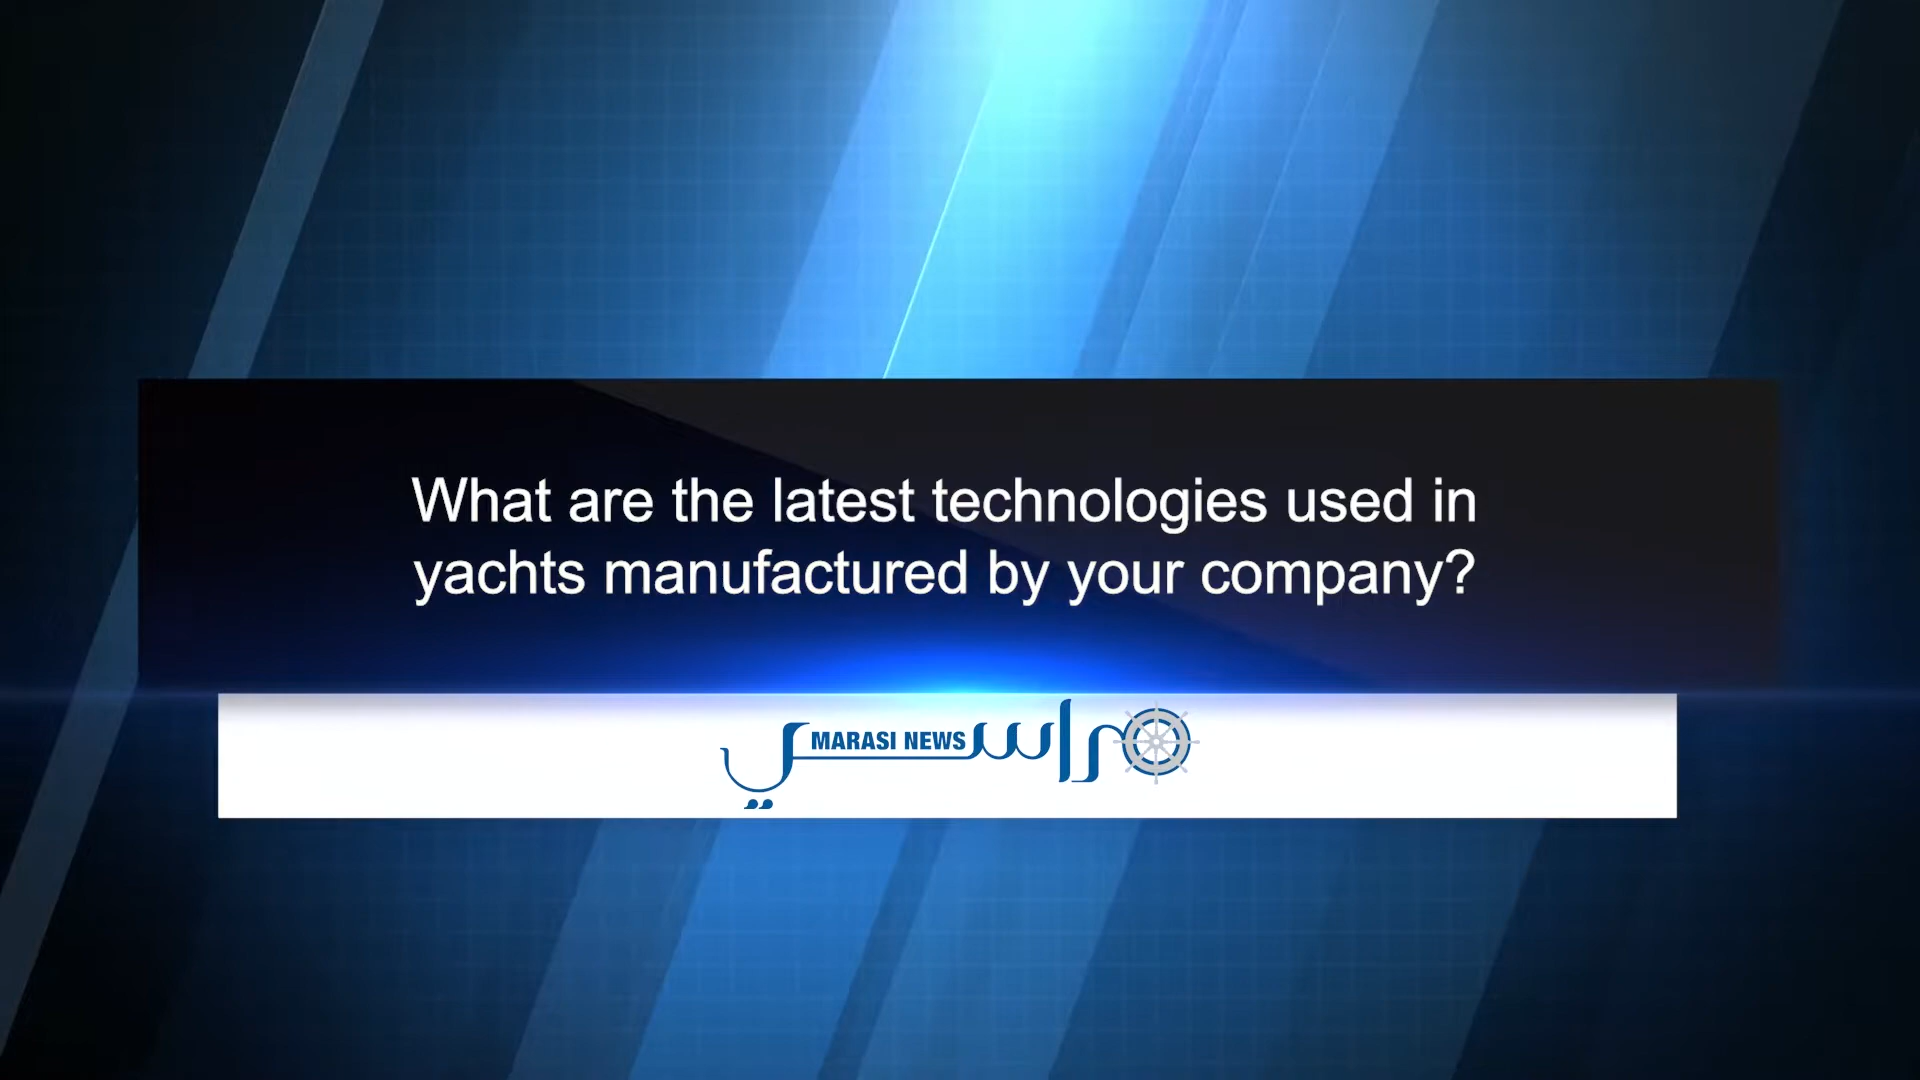 What are the latest technologies used in
yachts manufactured by your company?
مراسي
MARASI NEWS